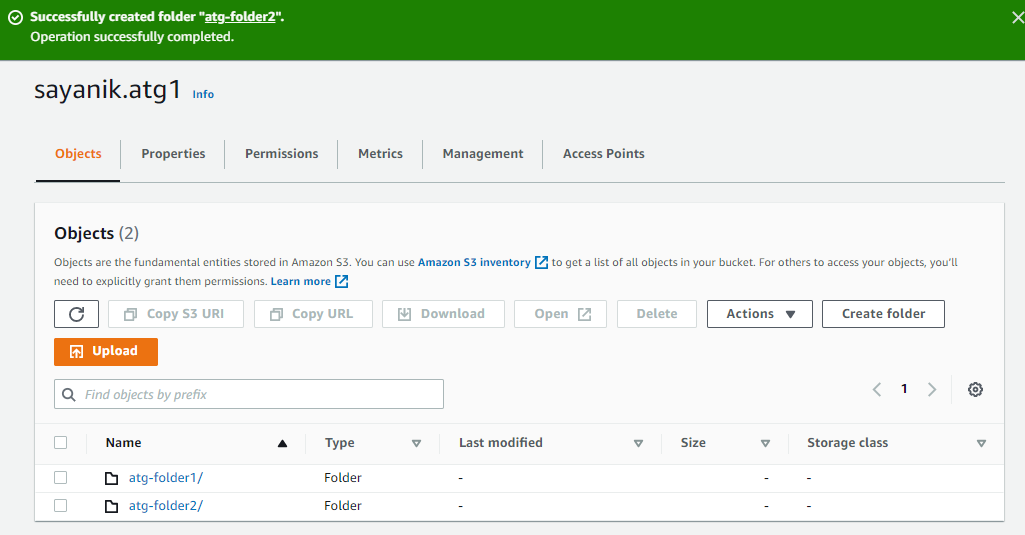 Successfully created folder "atg-folder2".
Operation successfully completed.
sayanik.atg1 Info
Objects Properties Permissions Metrics Management Access Points
Objects (2)
Objects are the fundamental entities stored in Amazon S3. You can use Amazon S3 inventory to get a list of all objects in your bucket. For others to access your objects, you'll
need to explicitly grant them permissions. Learn more
Copy S3 URI Copy URL Download Open Delete Actions Create folder
Upload
Find objects by prefix
1
Name Type Last modified Size Storage class
atg-folder1/ Folder - - -
atg-folder2/ Folder - - -